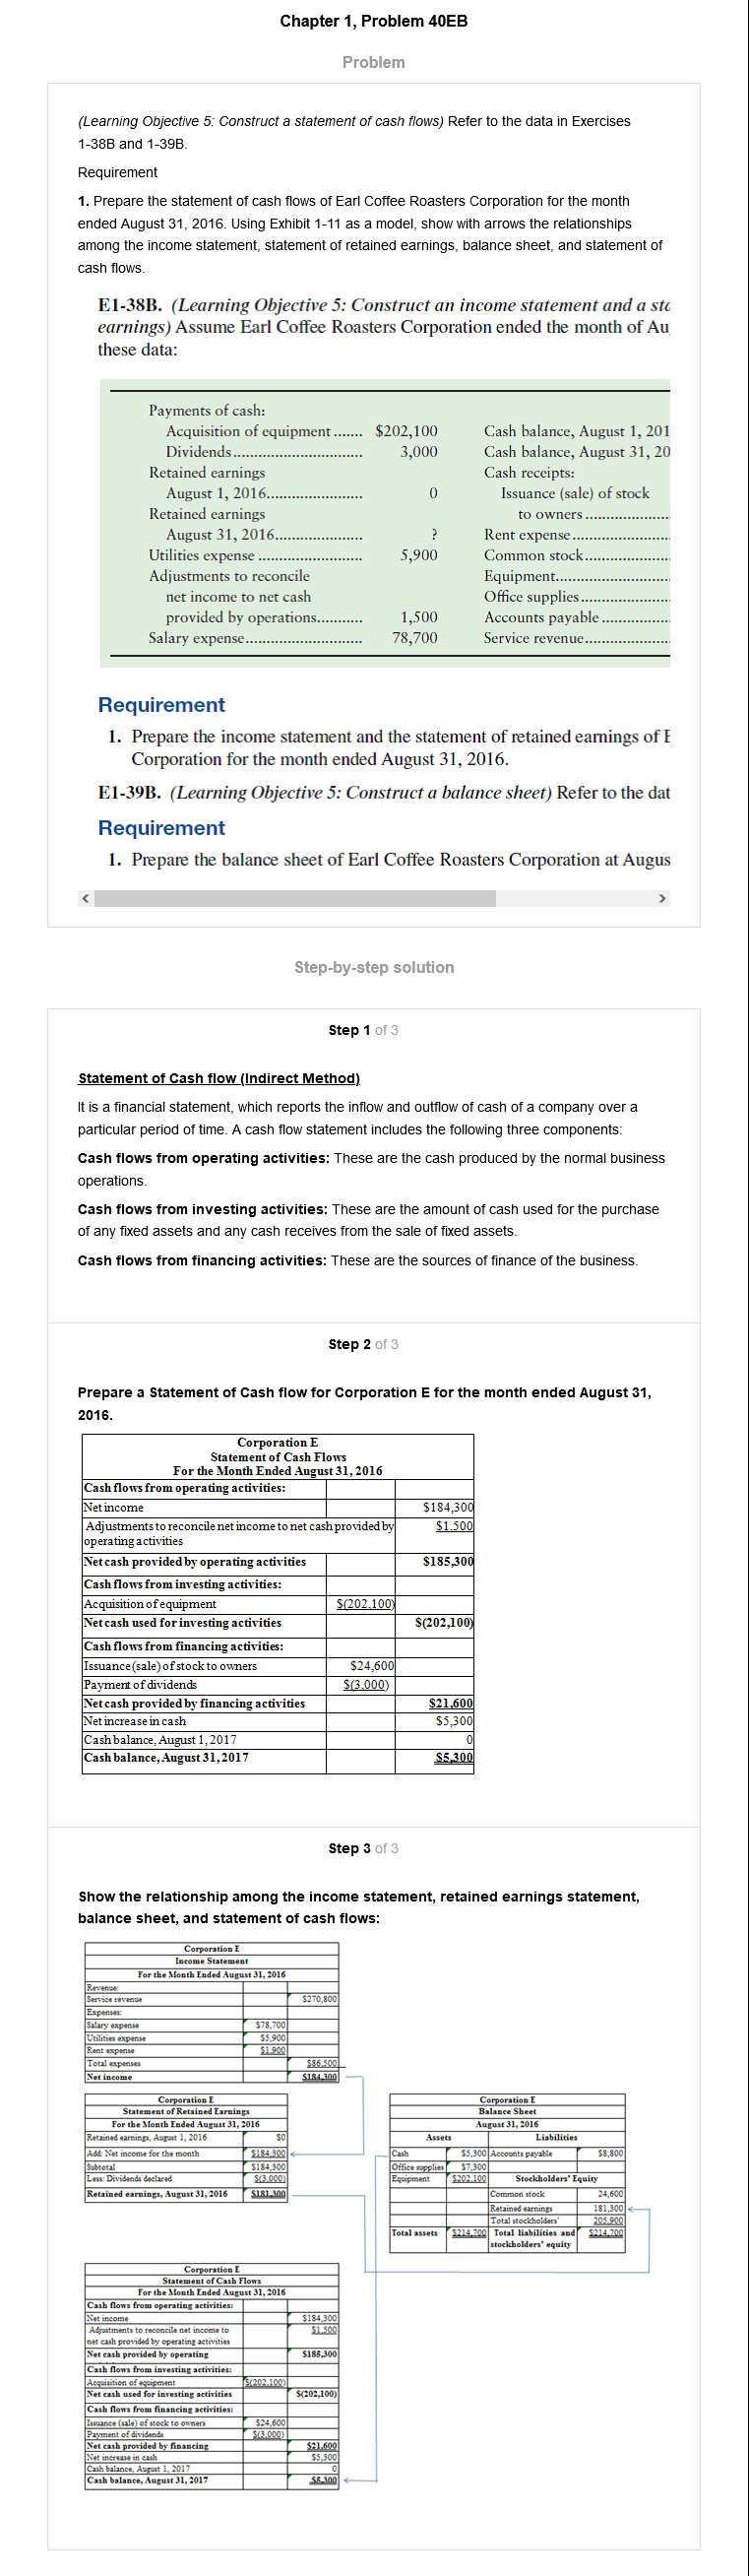 Chapter 1, Problem 40EB
Problem
(Learning Objective 5: Construct a statement of cash flows) Refer to the data in Exercises
1-38B and 1-39B.
Requirement
1. Prepare the statement of cash flows of Earl Coffee Roasters Corporation for the month
ended August 31, 2016. Using Exhibit 1-11 as a model, show with arrows the relationships
among the income statement, statement of retained earnings, balance sheet, and statement of
cash flows.
E1-38B. (Learning Objective 5: Construct an income statement and a sta
earnings) Assume Earl Coffee Roasters Corporation ended the month of Au
these data:
Payments of cash:
Acquisition of equipment ....... $202,100 Cash balance, August 1, 201
Dividends ............................... 3,000 Cash balance, August 31, 20
Retained earnings Cash receipts:
August 1, 2016....................... 0 Issuance (sale) of stock
Retained earnings to owners ....................
August 31, 2016..................... ? Rent expense .......................
Utilities expense ......................... 5,900 Common stock.....................
Adjustments to reconcile Equipment............................
net income to net cash Office supplies .....................
provided by operations........... 1,500 Accounts payable .................
Salary expense............................ 78,700 Service revenue.....................
Requirement
1. Prepare the income statement and the statement of retained earnings of E
Corporation for the month ended August 31, 2016.
E1-39B. (Learning Objective 5: Construct a balance sheet) Refer to the dat
Requirement
1. Prepare the balance sheet of Earl Coffee Roasters Corporation at Augus
Step-by-step solution
Step 1 of 3
Statement of Cash flow (Indirect Method)
It is a financial statement, which reports the inflow and outflow of cash of a company over a
particular period of time. A cash flow statement includes the following three components:
Cash flows from operating activities: These are the cash produced by the normal business
operations.
Cash flows from investing activities: These are the amount of cash used for the purchase
of any fixed assets and any cash receives from the sale of fixed assets.
Cash flows from financing activities: These are the sources of finance of the business.
Step 2 of 3
Prepare a Statement of Cash flow for Corporation E for the month ended August 31,
2016.
Corporation E
Statement of Cash Flows
For the Month Ended August 31, 2016
Cash flows from operating activities:
Net income $184,300
Adjustments to reconcile net income to net cash provided by $1,500
operating activities
Net cash provided by operating activities $185,300
Cash flows from investing activities:
Acquisition of equipment $(202,100)
Net cash used for investing activities $(202,100)
Cash flows from financing activities:
Issuance (sale) of stock to owners $24,600
Payment of dividends $(3,000)
Net cash provided by financing activities $21,600
Net increase in cash $5,300
Cash balance, August 1, 2017 0
Cash balance, August 31, 2017 $5,300
Step 3 of 3
Show the relationship among the income statement, retained earnings statement,
balance sheet, and statement of cash flows:
Corporation E
Income Statement
For the Month Ended August 31, 2016
Revenue:
Service revenue $270,800
Expenses:
Salary expense $78,700
Utilities expense $5,900
Rent expense $1,900
Total expenses $86,500
Net income $184,300
Corporation E
Statement of Retained Earnings
For the Month Ended August 31, 2016
Retained earnings, August 1, 2016 $0
Add: Net income for the month $184,300
Subtotal $184,300
Less: Dividends declared $(3,000)
Retained earnings, August 31, 2016 $181,300
Corporation E
Balance Sheet
August 31, 2016
Assets Liabilities
Cash $5,300 Accounts payable $8,800
Office supplies $7,300
Equipment $202,100 Stockholders' Equity
Common stock 24,600
Retained earnings 181,300
Total stockholders' 205,900
Total assets $214,700 Total liabilities and $214,700
stockholders' equity
Corporation E
Statement of Cash Flows
For the Month Ended August 31, 2016
Cash flows from operating activities:
Net income $184,300
Adjustments to reconcile net income to $1,500
net cash provided by operating activities
Net cash provided by operating $185,300
Cash flows from investing activities:
Acquisition of equipment $(202,100)
Net cash used for investing activities $(202,100)
Cash flows from financing activities:
Issuance (sale) of stock to owners $24,600
Payment of dividends $(3,000)
Net cash provided by financing $21,600
Net increase in cash $5,300
Cash balance, August 1, 2017 0
Cash balance, August 31, 2017 $5,300